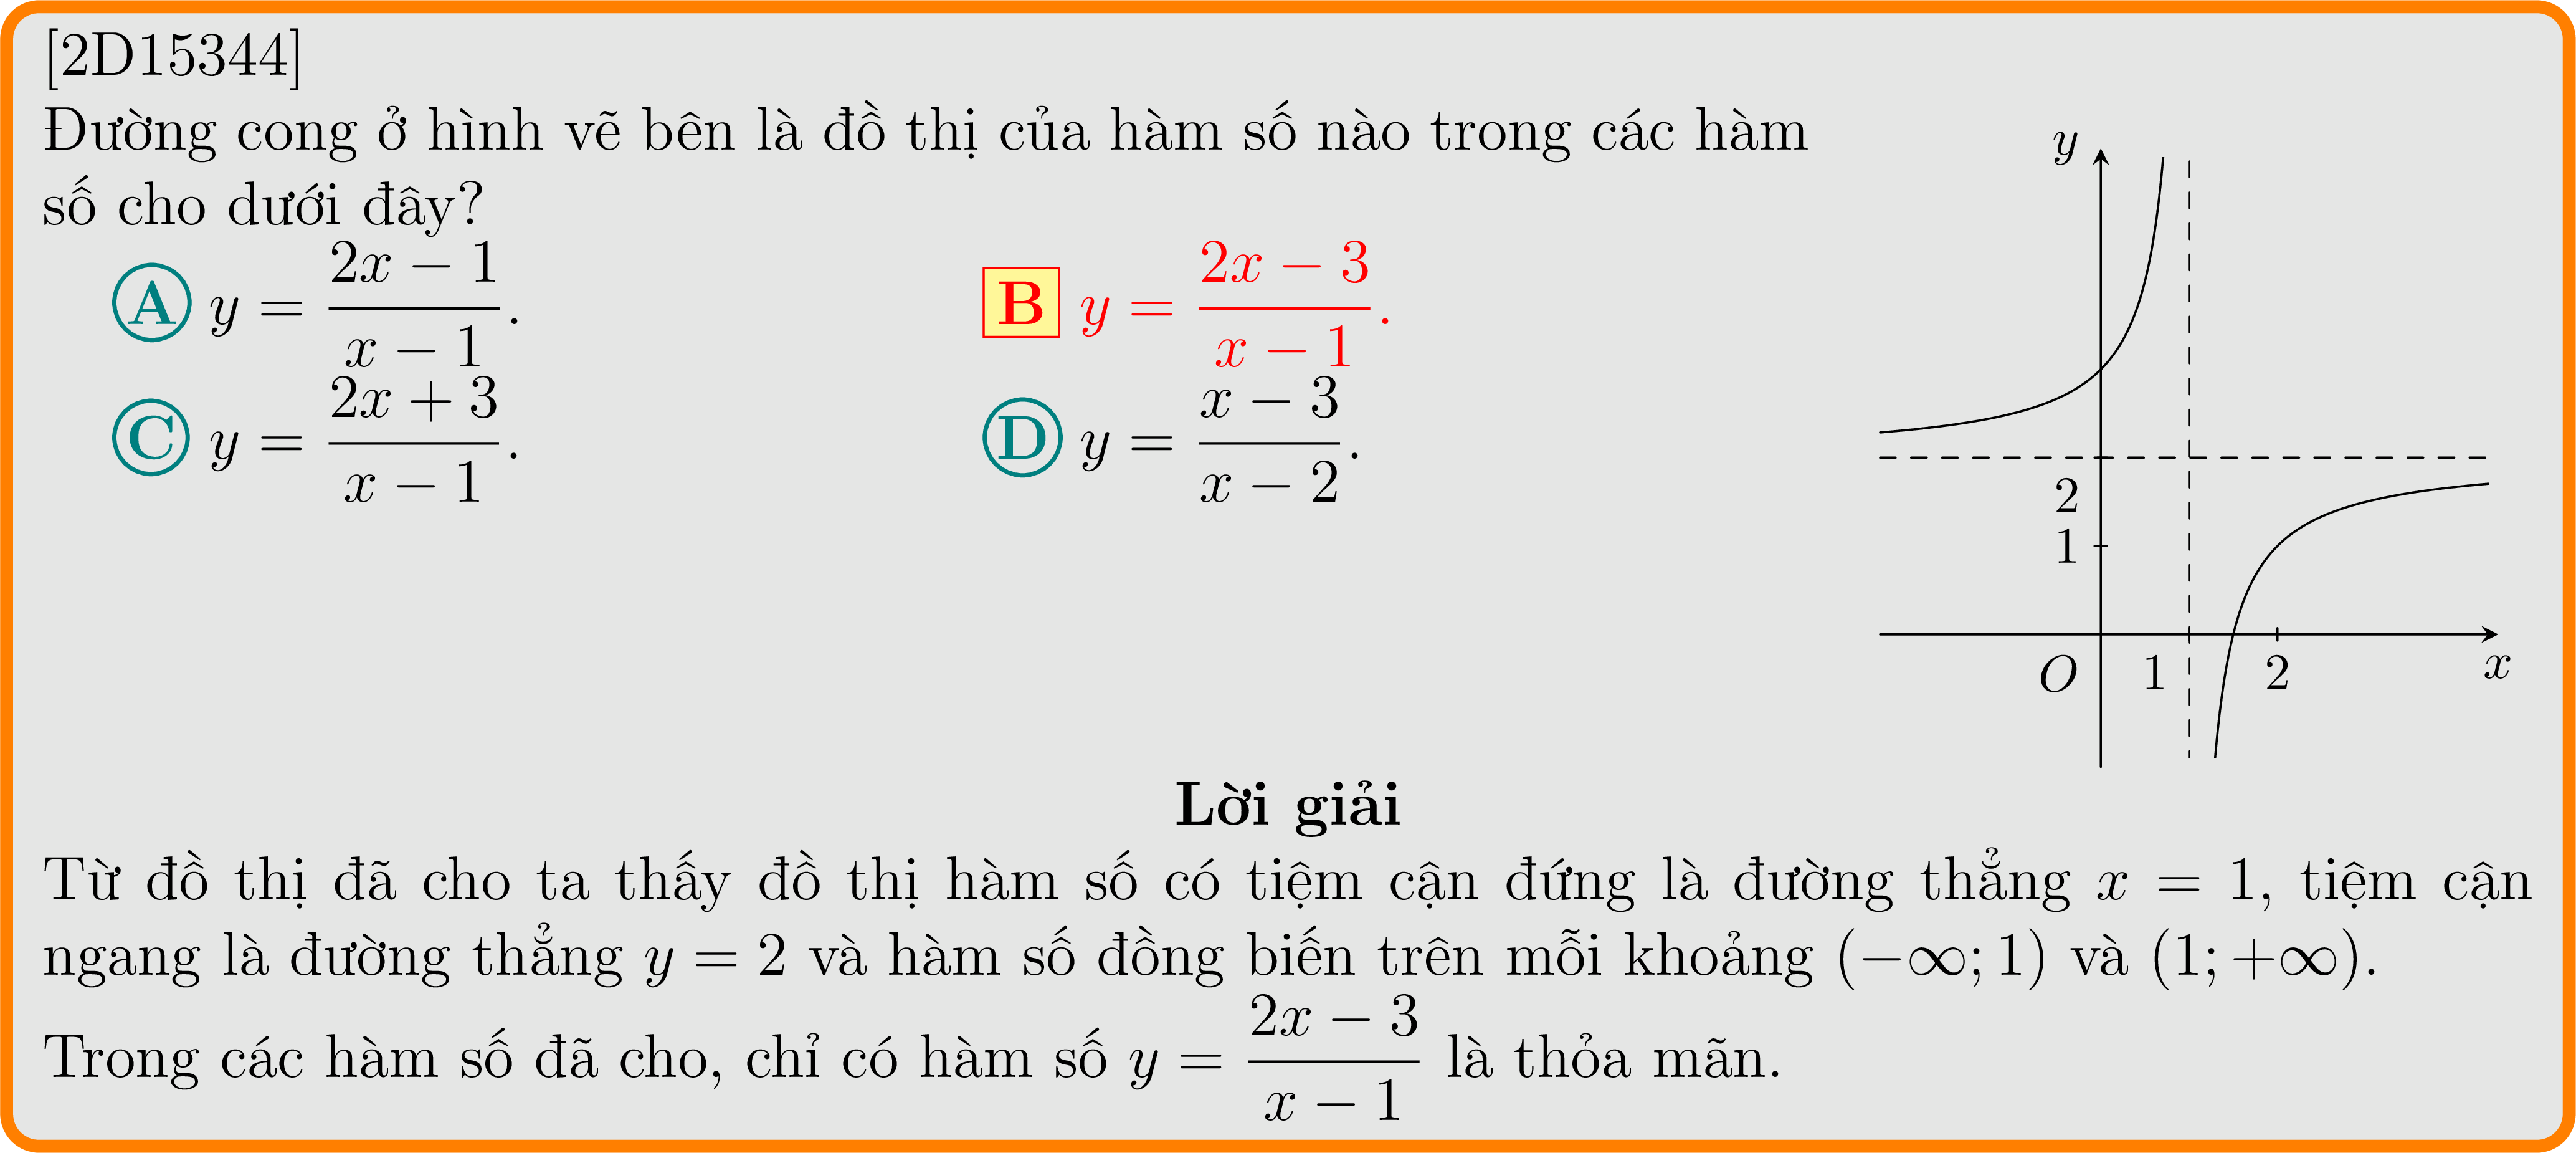 [2D15344]
Đường cong ở hình vẽ bên là đồ thị của hàm số nào trong các hàm
số cho dưới đây?
A y = \frac{2x − 1}{x − 1}. B y = \frac{2x − 3}{x − 1}.
C y = \frac{2x + 3}{x − 1}. D y = \frac{x − 3}{x − 2}.
y
2
1
O 1 2 x
Lời giải
Từ đồ thị đã cho ta thấy đồ thị hàm số có tiệm cận đứng là đường thẳng x = 1, tiệm cận
ngang là đường thẳng y = 2 và hàm số đồng biến trên mỗi khoảng (−∞; 1) và (1; +∞).
Trong các hàm số đã cho, chỉ có hàm số y = \frac{2x − 3}{x − 1} là thỏa mãn.